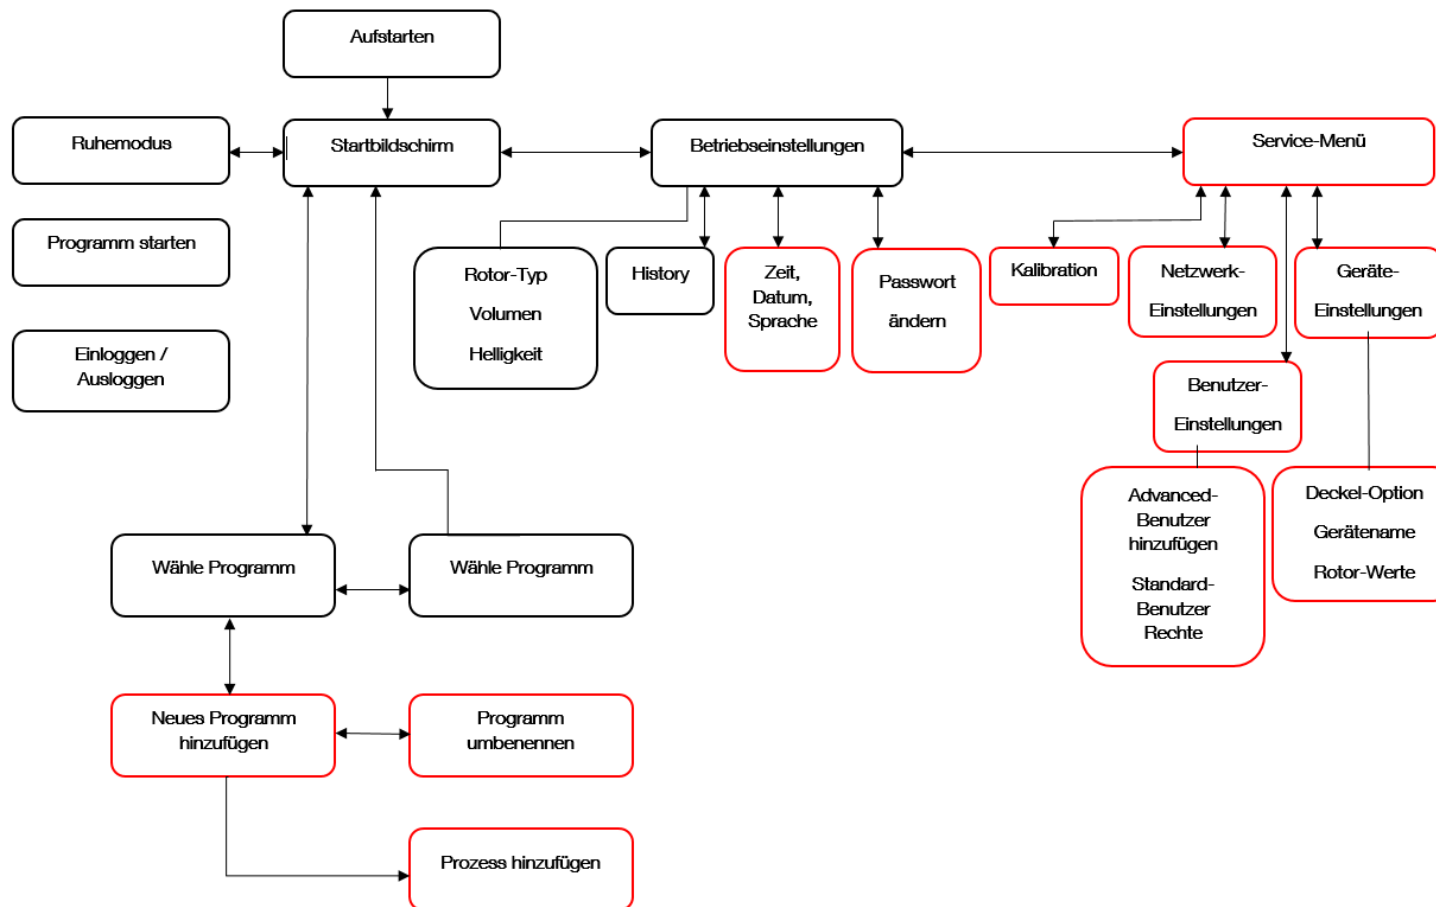 Aufstarten
Ruhemodus
Startbildschirm
Betriebseinstellungen
Service-Menü
Programm starten
Rotor-Typ
Volumen
Helligkeit
History
Zeit,
Datum,
Sprache
Passwort
ändern
Kalibration
Netzwerk-
Einstellungen
Geräte-
Einstellungen
Einloggen /
Ausloggen
Benutzer-
Einstellungen
Advanced-
Benutzer
hinzufügen
Standard-
Benutzer
Rechte
Deckel-Option
Gerätename
Rotor-Werte
Wähle Programm
Wähle Programm
Neues Programm
hinzufügen
Programm
umbenennen
Prozess hinzufügen